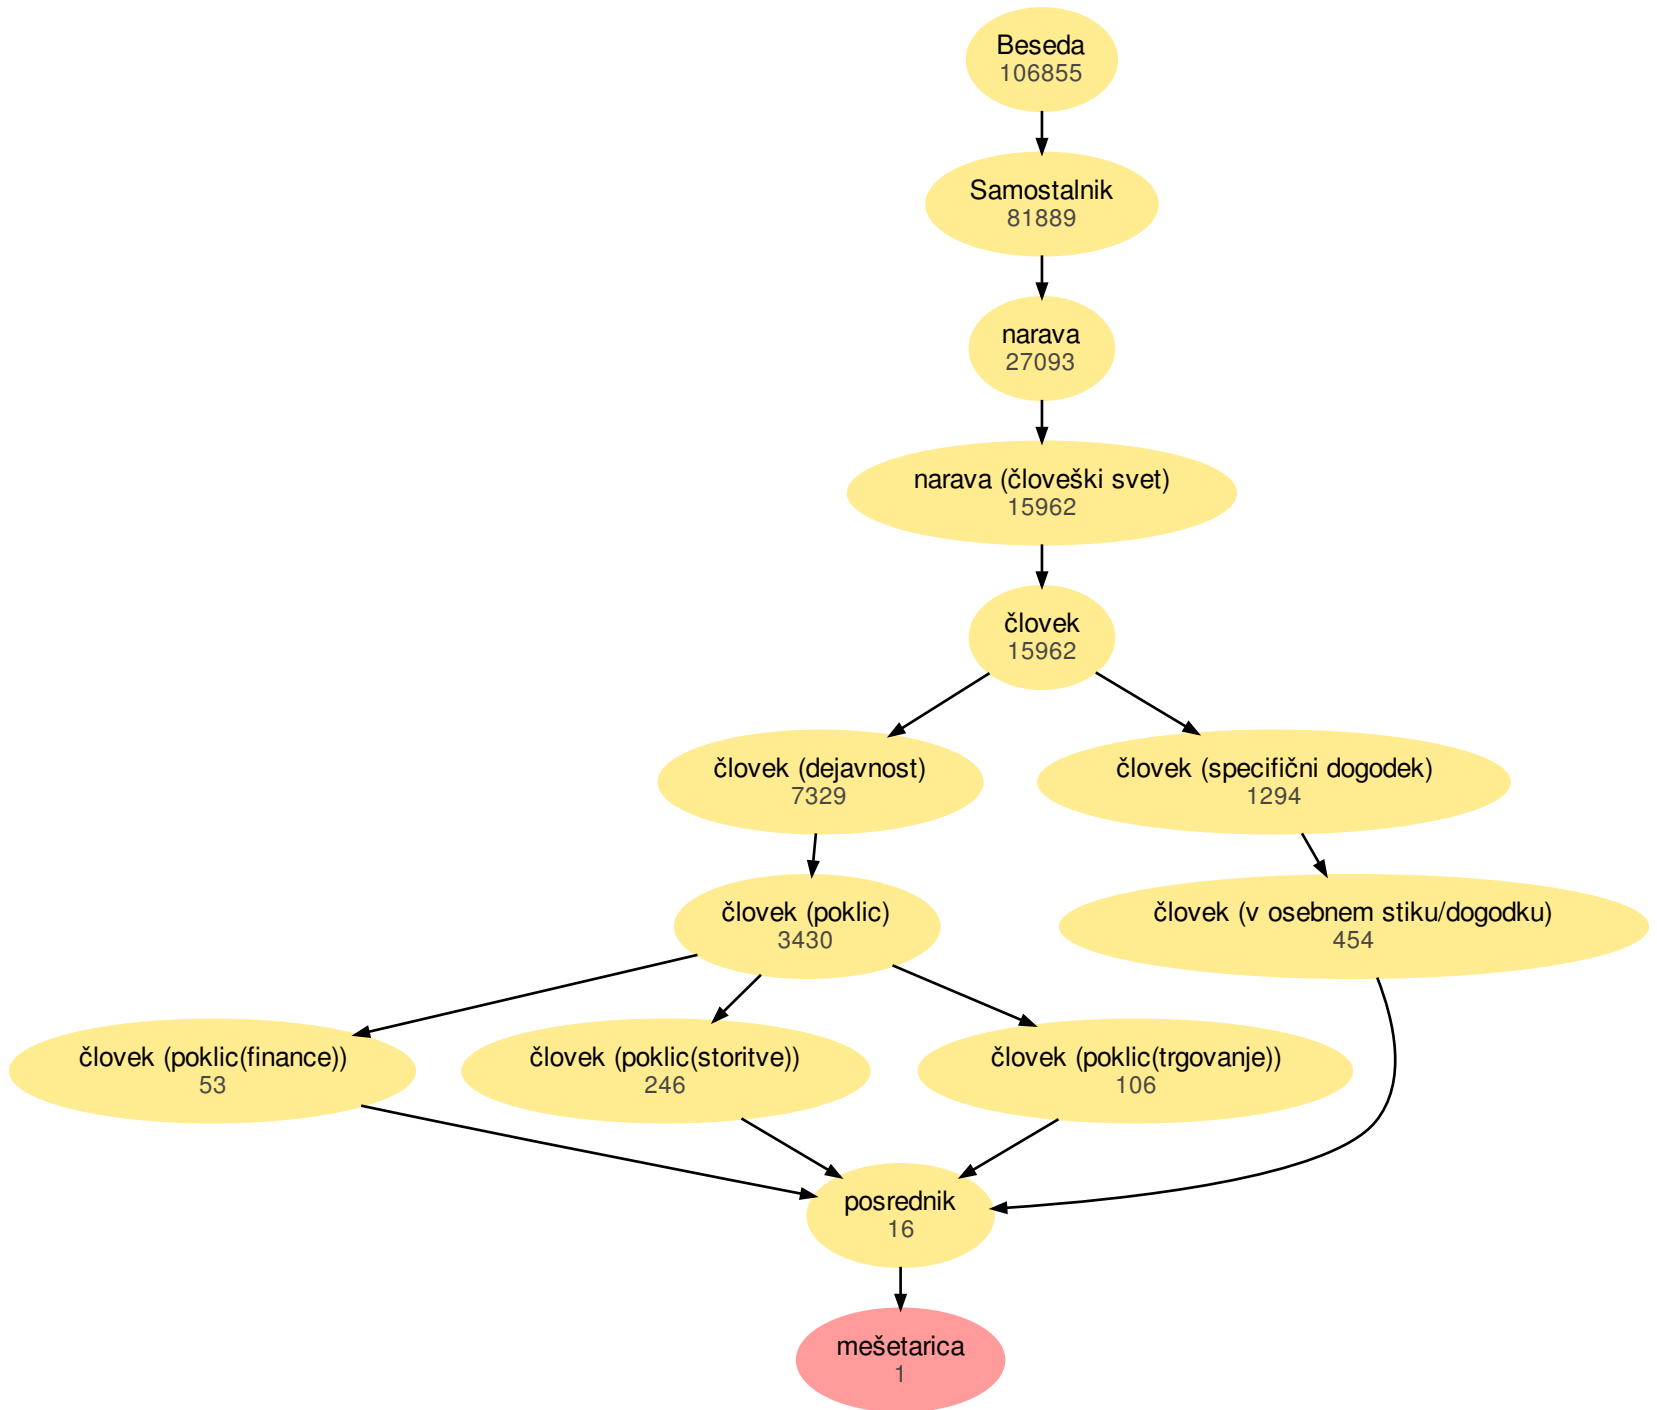 Beseda
106855
Samostalnik
81889
narava
27093
narava (človeški svet)
15962
človek
15962
človek (dejavnost)
7329
človek (specifični dogodek)
1294
človek (poklic)
3430
človek (v osebnem stiku/dogodku)
454
človek (poklic(finance))
53
človek (poklic(storitve))
246
človek (poklic(trgovanje))
106
posrednik
16
mešetarica
1